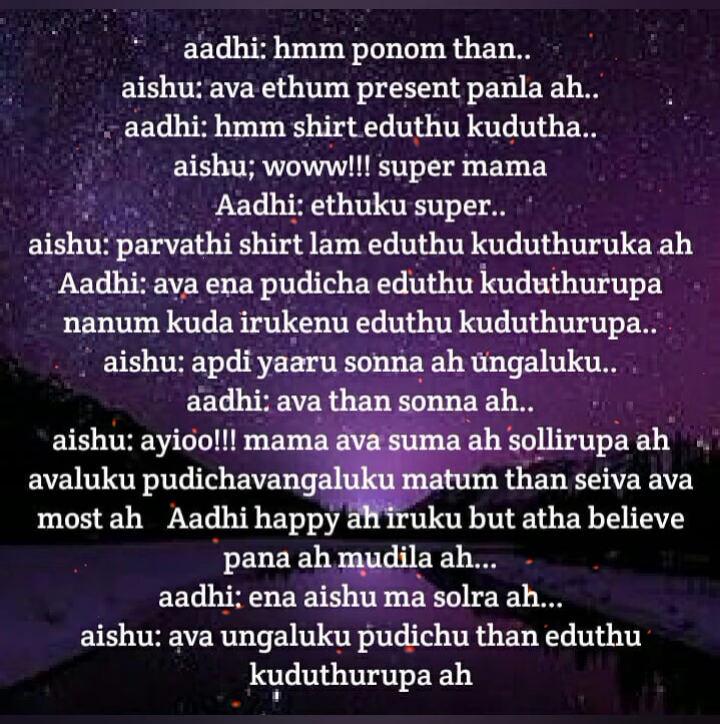 aadhi: hmm ponom than..
aishu: ava ethum present panla ah..
aadhi: hmm shirt eduthu kudutha..
aishu; woww!!! super mama
Aadhi: ethuku super..
aishu: parvathi shirt lam eduthu kuduthuruka ah
Aadhi: ava ena pudicha eduthu kuduthurupa
nanum kuda irukenu eduthu kuduthurupa..
aishu: apdi yaaru sonna ah ungaluku..
aadhi: ava than sonna ah..
aishu: ayioo!!! mama ava suma ah sollirupa ah
avaluku pudichavangaluku matum than seiva ava
most ah Aadhi happy ah iruku but atha believe
pana ah mudila ah...
aadhi: ena aishu ma solra ah...
aishu: ava ungaluku pudichu than eduthu
kuduthurupa ah